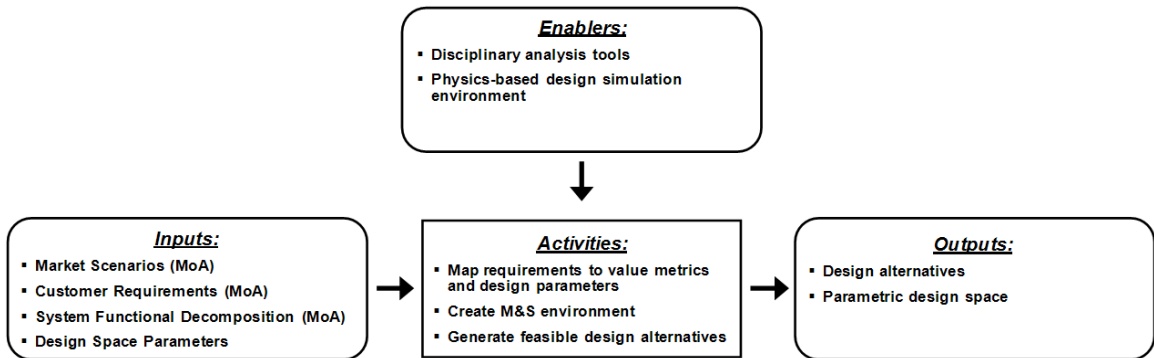 Enablers:
▪ Disciplinary analysis tools
▪ Physics-based design simulation
environment
Inputs:
▪ Market Scenarios (MoA)
▪ Customer Requirements (MoA)
▪ System Functional Decomposition (MoA)
▪ Design Space Parameters
Activities:
▪ Map requirements to value metrics
and design parameters
▪ Create M&S environment
▪ Generate feasible design alternatives
Outputs:
▪ Design alternatives
▪ Parametric design space